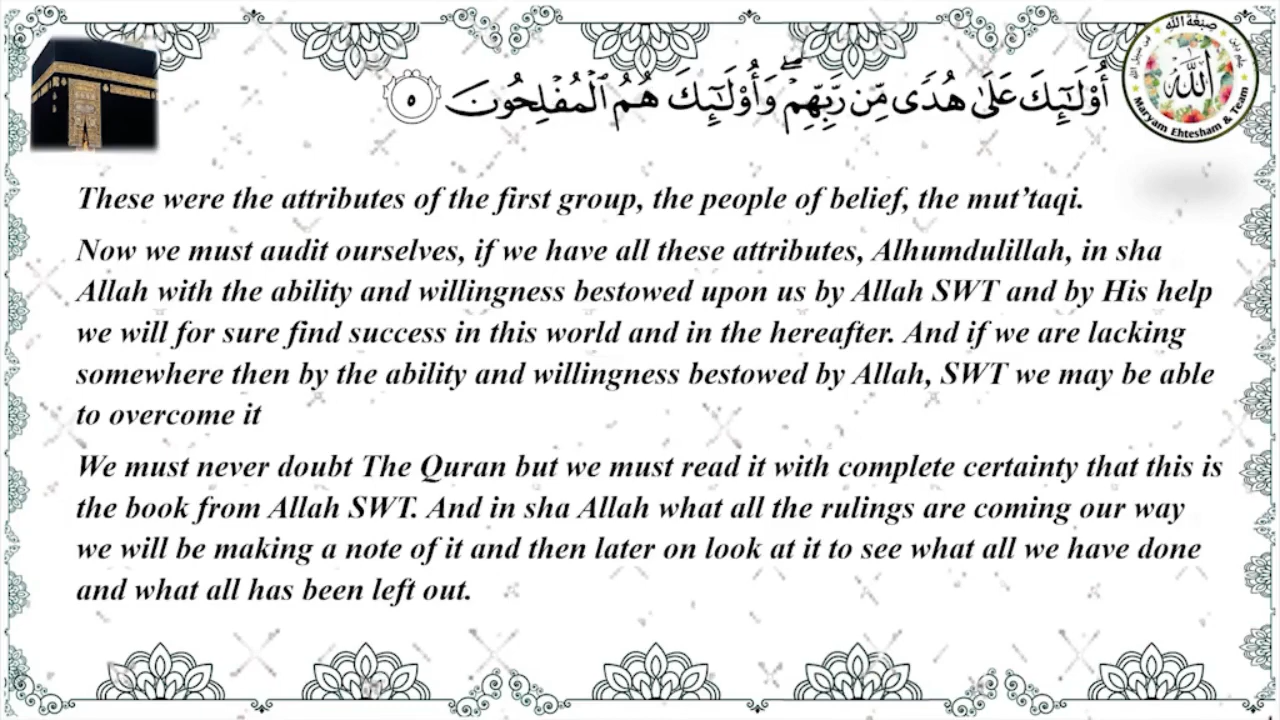 أُو۟لَـٰٓئِكَ عَلَىٰ هُدًى مِّن رَّبِّهِمْ ۖ وَأُو۟لَـٰٓئِكَ هُمُ ٱلْمُفْلِحُونَ ٥
صبغة الله
الله
Maryam Ehtesham & Team
These were the attributes of the first group, the people of belief, the mut’taqi.
Now we must audit ourselves, if we have all these attributes, Alhumdulillah, in sha
Allah with the ability and willingness bestowed upon us by Allah SWT and by His help
we will for sure find success in this world and in the hereafter. And if we are lacking
somewhere then by the ability and willingness bestowed by Allah, SWT we may be able
to overcome it
We must never doubt The Quran but we must read it with complete certainty that this is
the book from Allah SWT. And in sha Allah what all the rulings are coming our way
we will be making a note of it and then later on look at it to see what all we have done
and what all has been left out.